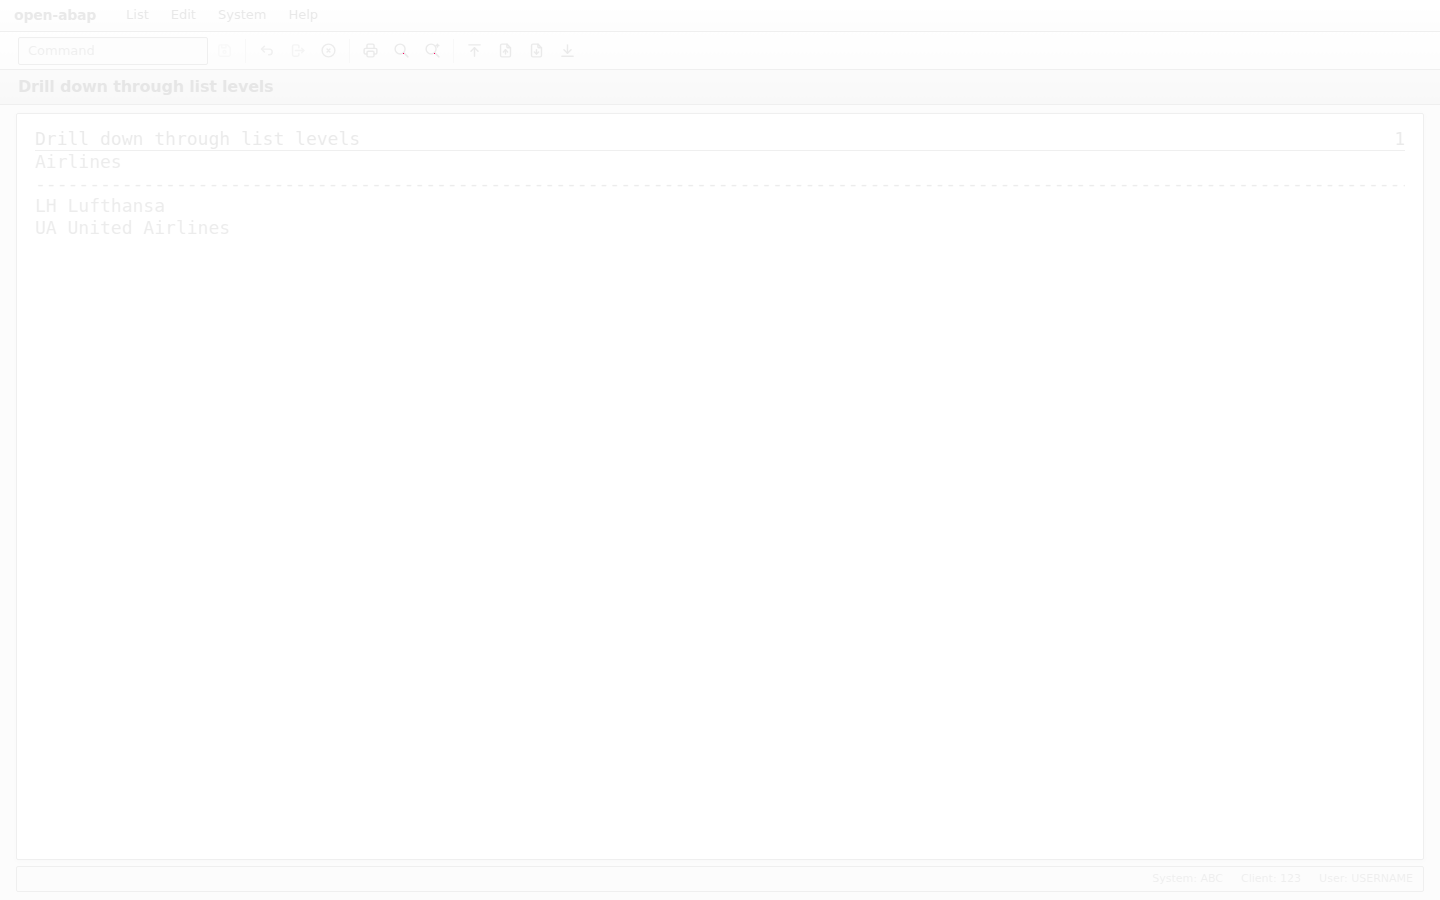 open-abap List Edit System Help
Command
Drill down through list levels
Drill down through list levels 1
Airlines
LH Lufthansa
UA United Airlines
System: ABC Client: 123 User: USERNAME